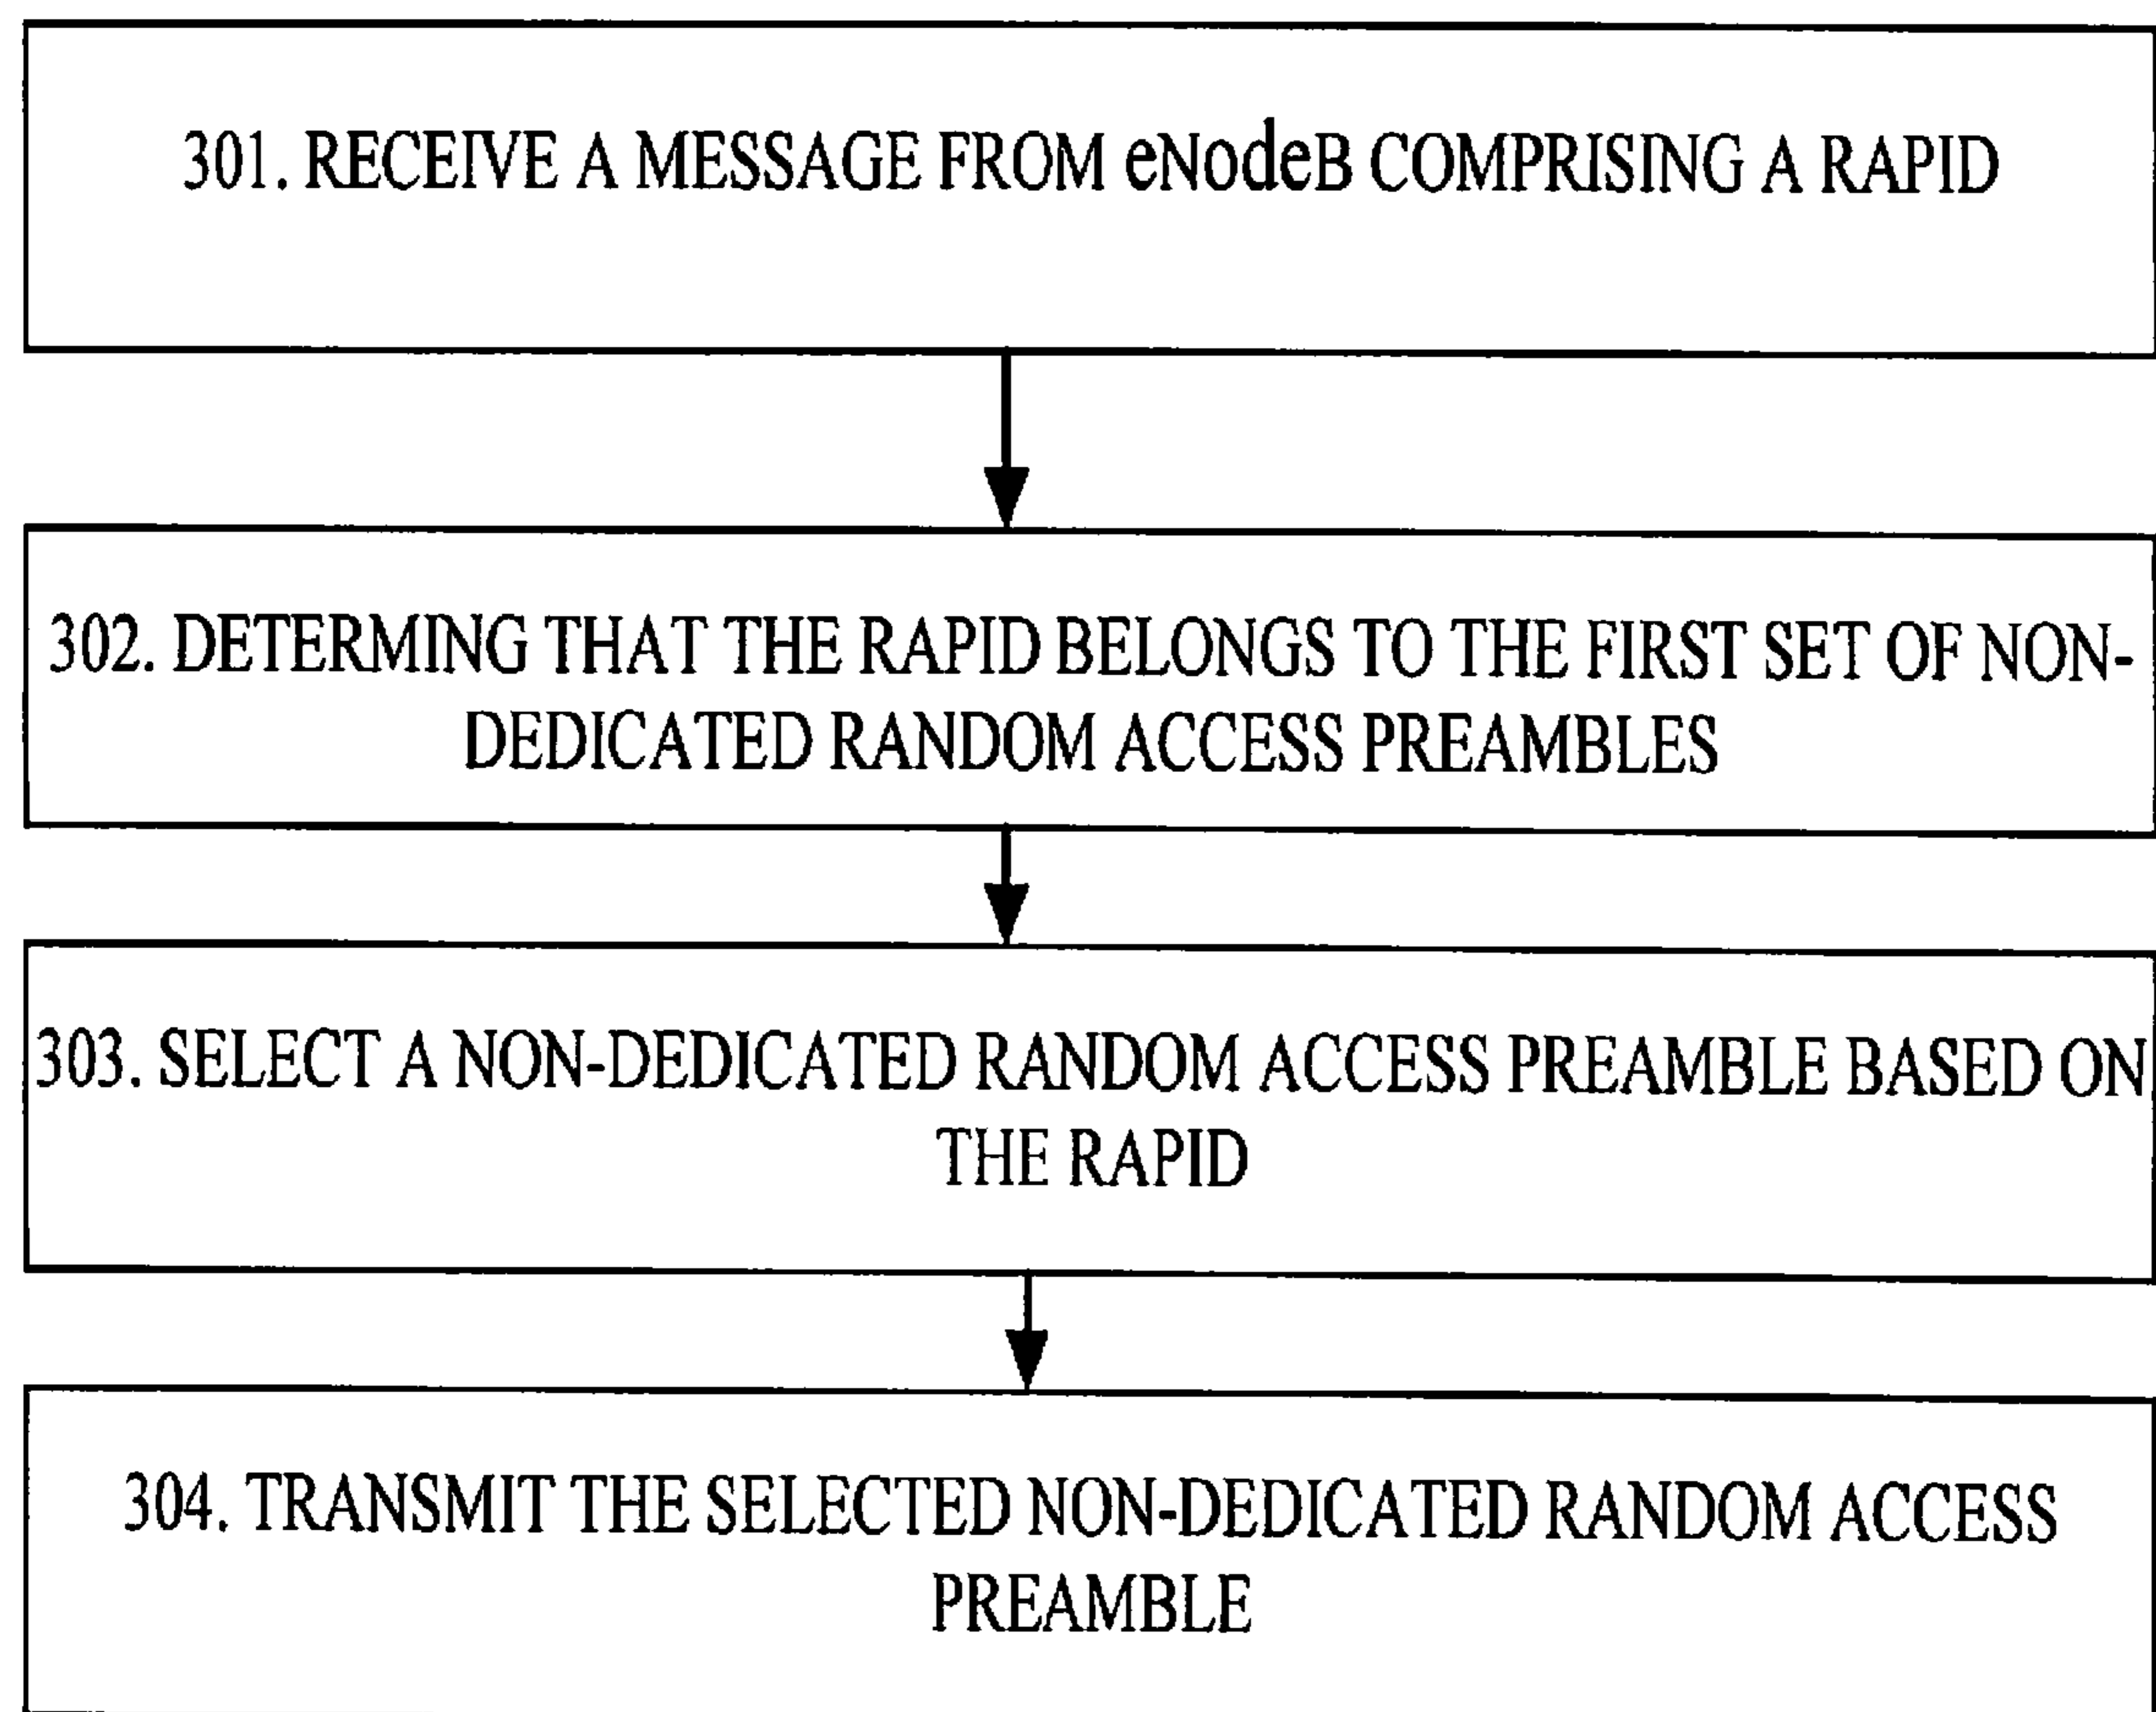 301. RECEIVE A MESSAGE FROM eNodeB COMPRISING A RAPID
302. DETERMING THAT THE RAPID BELONGS TO THE FIRST SET OF NON-
DEDICATED RANDOM ACCESS PREAMBLES
303. SELECT A NON-DEDICATED RANDOM ACCESS PREAMBLE BASED ON
THE RAPID
304. TRANSMIT THE SELECTED NON-DEDICATED RANDOM ACCESS
PREAMBLE